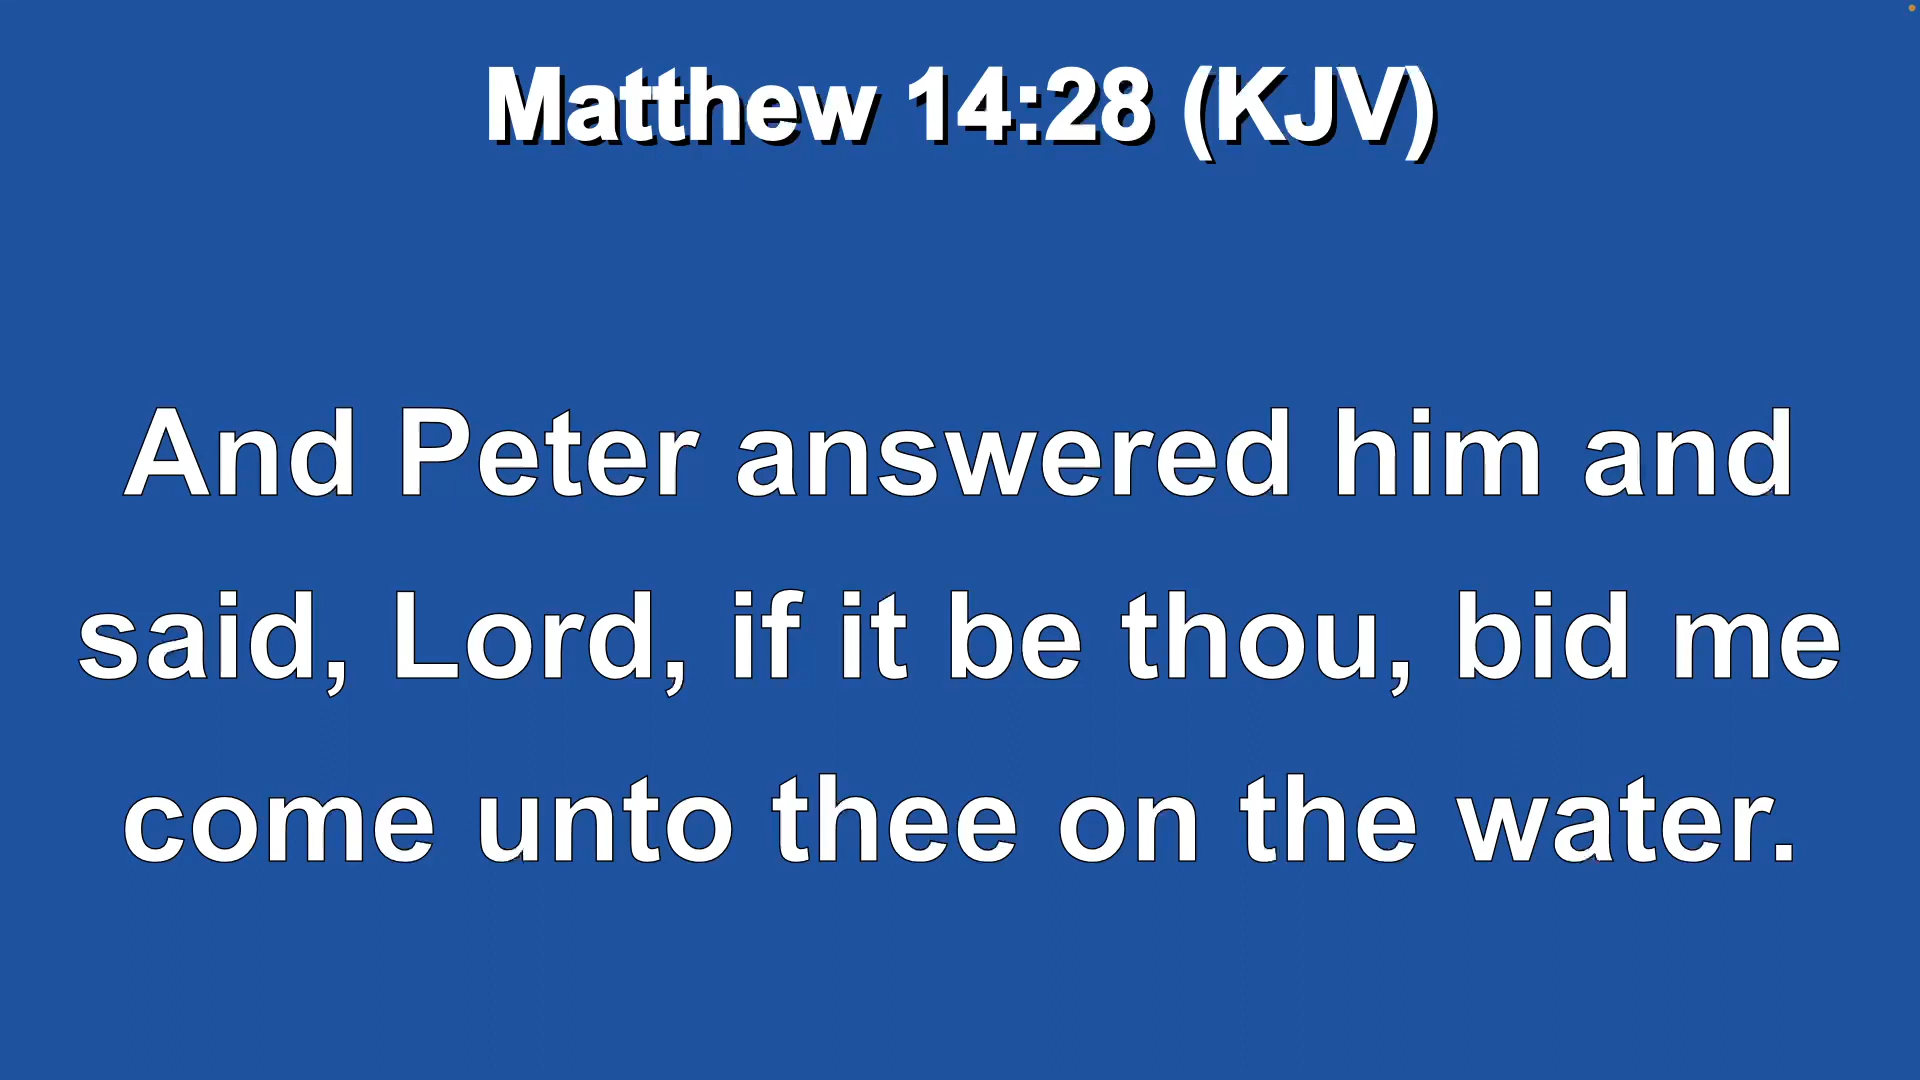 Matthew 14:28 (KJV)
And Peter answered him and
said, Lord, if it be thou, bid me
come unto thee on the water.